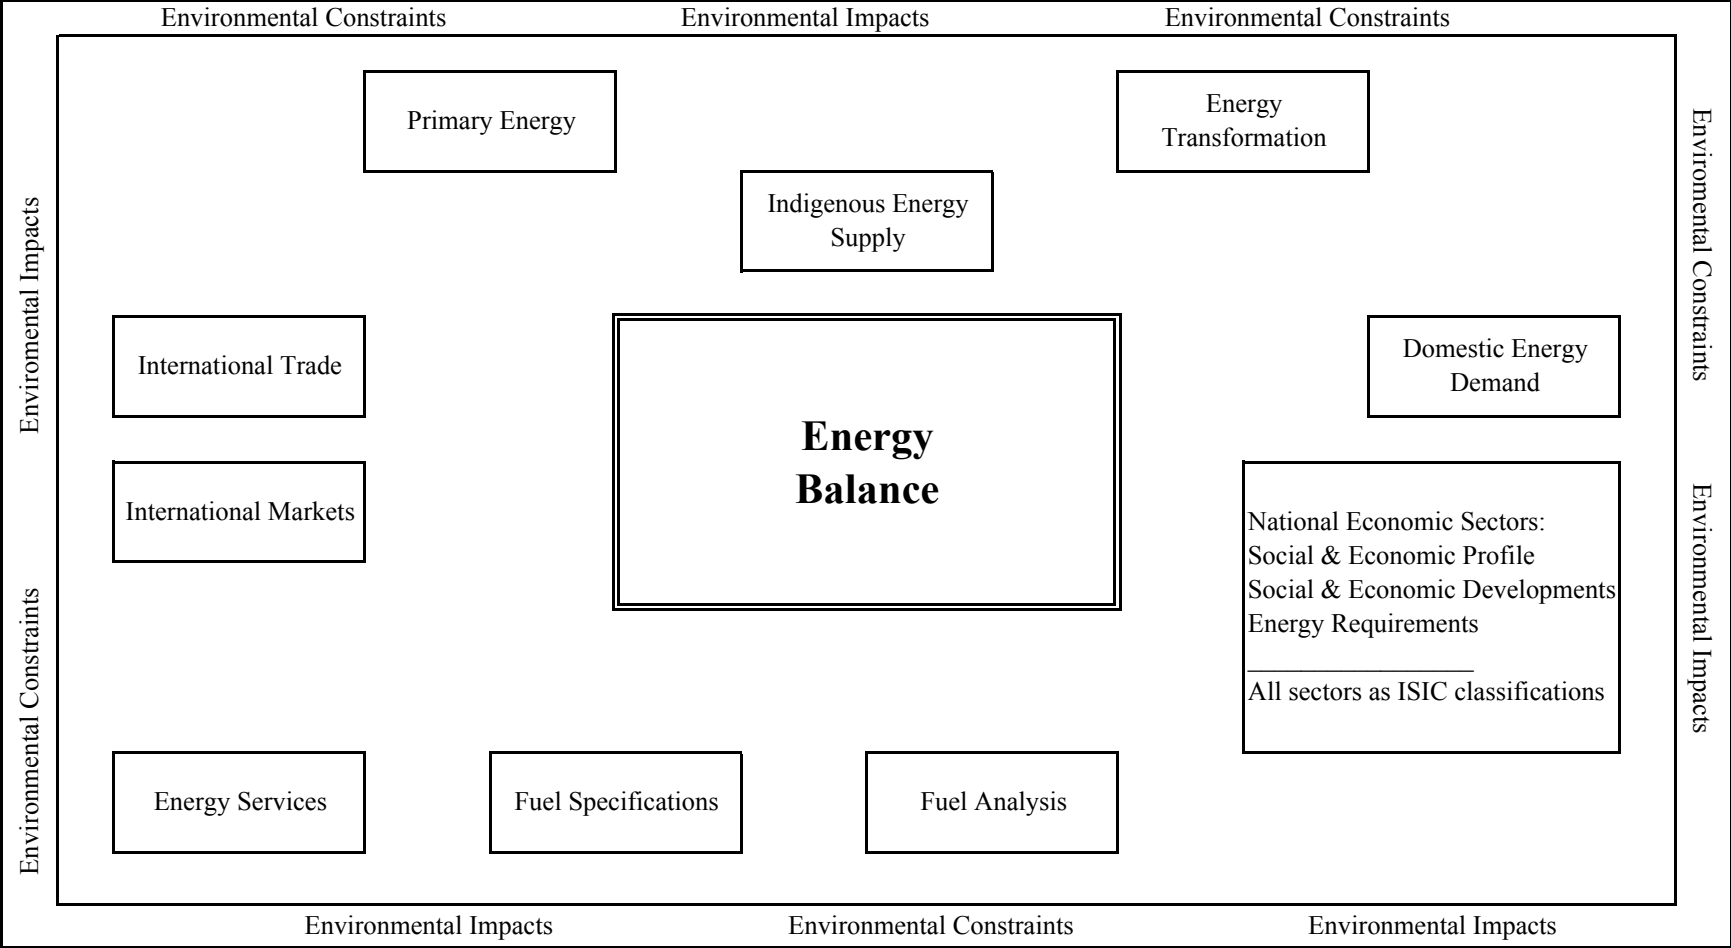 Environmental Constraints
Environmental Impacts
Environmental Constraints
Primary Energy
Energy
Transformation
Indigenous Energy
Supply
Enviromental Impacts
Enviromental Constraints
International Trade
Domestic Energy
Demand
Energy
Balance
International Markets
National Economic Sectors:
Social & Economic Profile
Social & Economic Developments
Energy Requirements
_________________
All sectors as ISIC classifications
Environmental Constraints
Environmental Impacts
Energy Services
Fuel Specifications
Fuel Analysis
Environmental Impacts
Environmental Constraints
Environmental Impacts